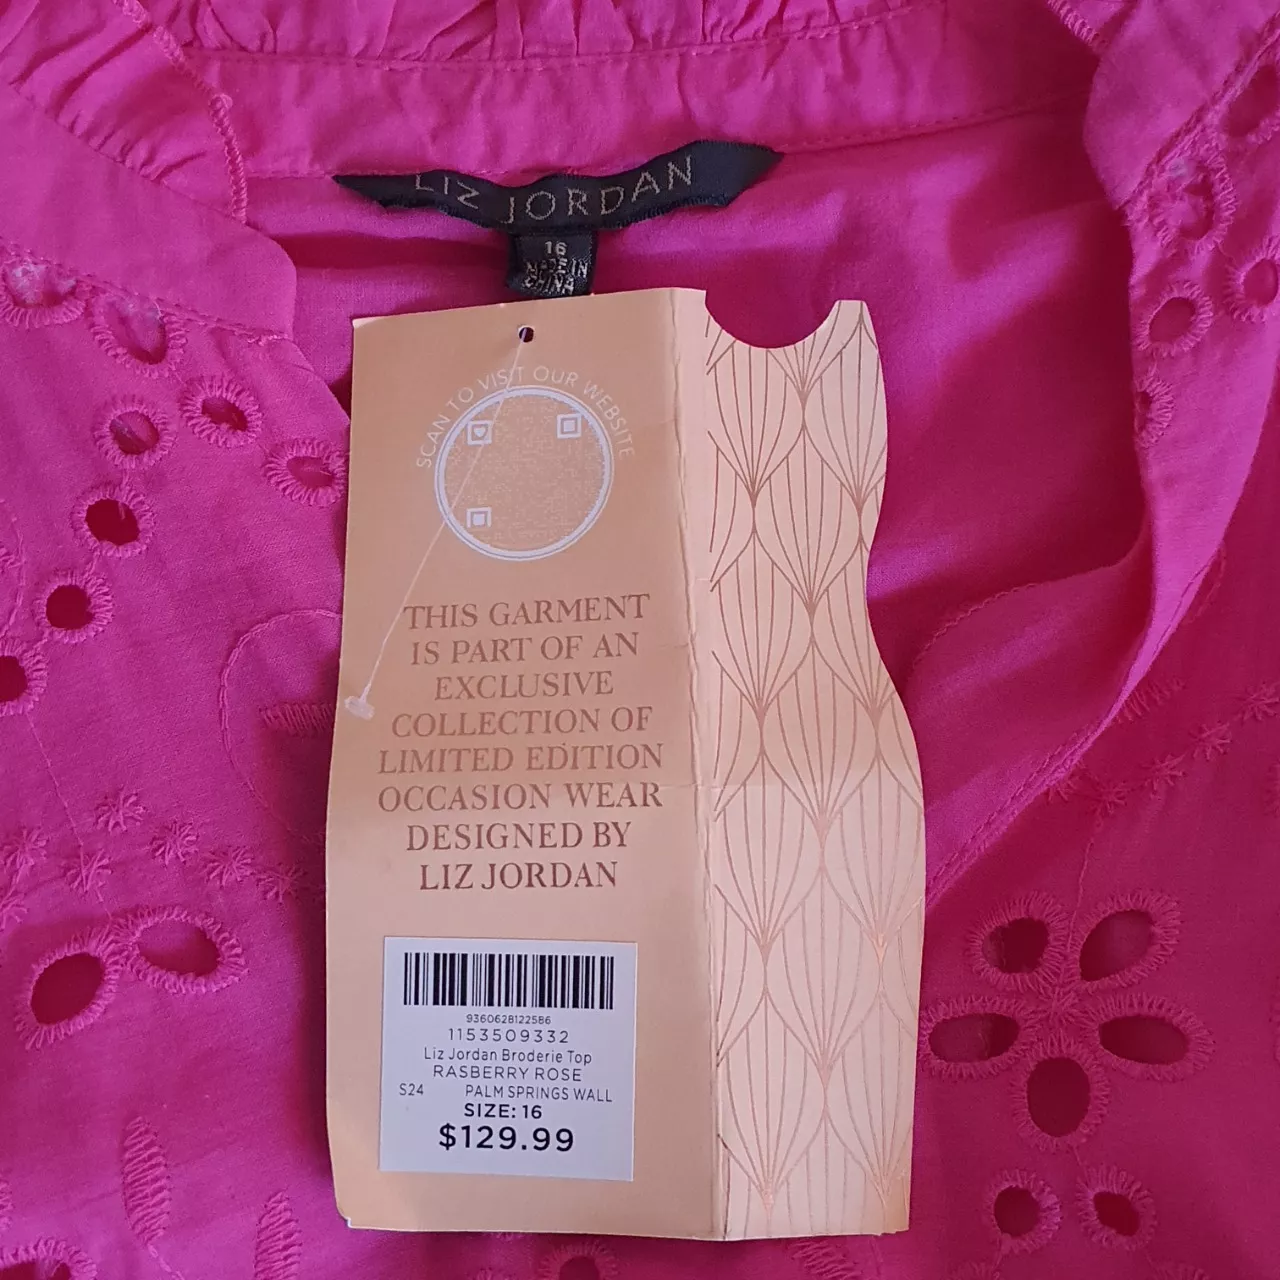 LIZ JORDAN
16
MADE IN
CHINA
SCAN TO VISIT OUR WEBSITE
THIS GARMENT
IS PART OF AN
EXCLUSIVE
COLLECTION OF
LIMITED EDITION
OCCASION WEAR
DESIGNED BY
LIZ JORDAN
9360628122586
1153509332
Liz Jordan Broderie Top
RASBERRY ROSE
S24 PALM SPRINGS WALL
SIZE: 16
$129.99